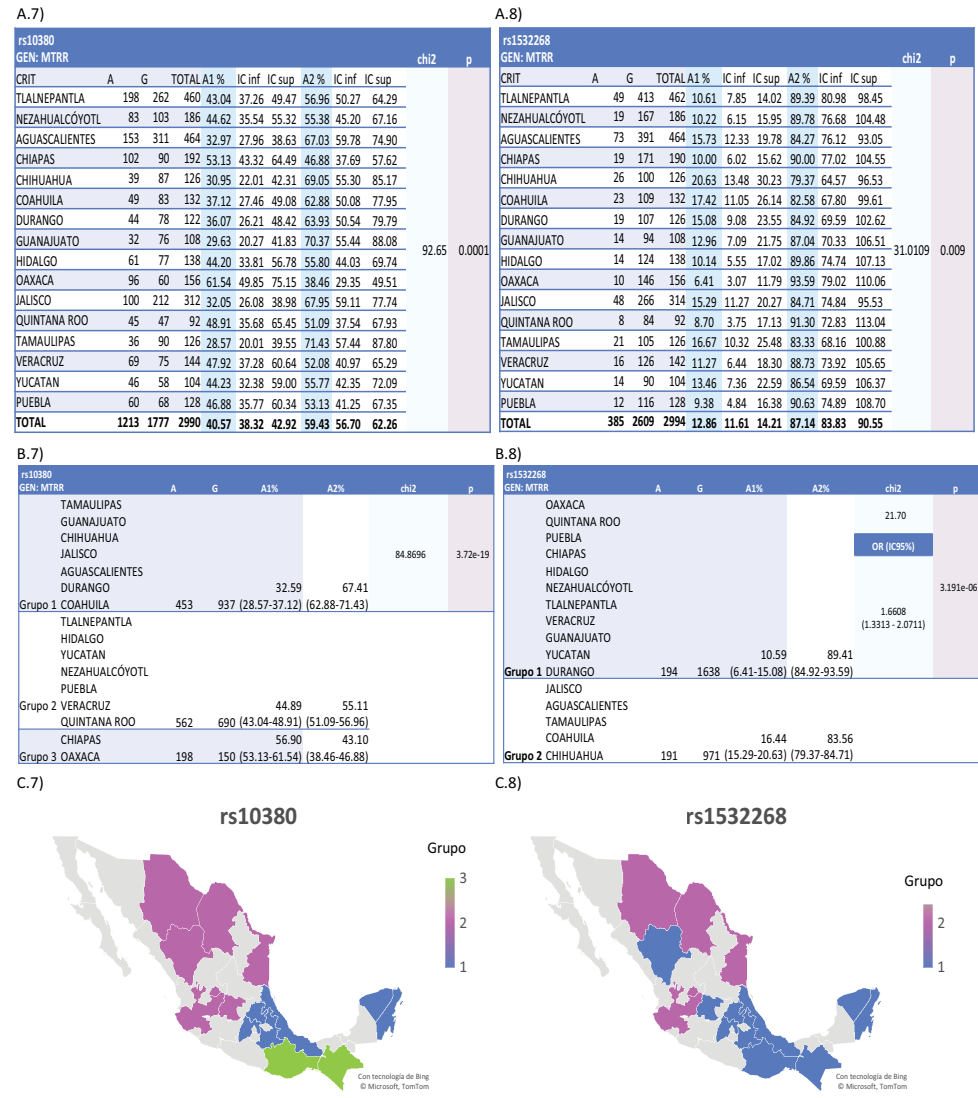 A.7)
rs10380
GEN: MTRR chi2 p
CRIT A G TOTAL A1 % IC inf IC sup A2 % IC inf IC sup
TLALNEPANTLA 198 262 460 43.04 37.26 49.47 56.96 50.27 64.29
NEZAHUALCÓYOTL 83 103 186 44.62 35.54 55.32 55.38 45.20 67.16
AGUASCALIENTES 153 311 464 32.97 27.96 38.63 67.03 59.78 74.90
CHIAPAS 102 90 192 53.13 43.32 64.49 46.88 37.69 57.62
CHIHUAHUA 39 87 126 30.95 22.01 42.31 69.05 55.30 85.17
COAHUILA 49 83 132 37.12 27.46 49.08 62.88 50.08 77.95
DURANGO 44 78 122 36.07 26.21 48.42 63.93 50.54 79.79
GUANAJUATO 32 76 108 29.63 20.27 41.83 70.37 55.44 88.08
92.65 0.0001
HIDALGO 61 77 138 44.20 33.81 56.78 55.80 44.03 69.74
OAXACA 96 60 156 61.54 49.85 75.15 38.46 29.35 49.51
JALISCO 100 212 312 32.05 26.08 38.98 67.95 59.11 77.74
QUINTANA ROO 45 47 92 48.91 35.68 65.45 51.09 37.54 67.93
TAMAULIPAS 36 90 126 28.57 20.01 39.55 71.43 57.44 87.80
VERACRUZ 69 75 144 47.92 37.28 60.64 52.08 40.97 65.29
YUCATAN 46 58 104 44.23 32.38 59.00 55.77 42.35 72.09
PUEBLA 60 68 128 46.88 35.77 60.34 53.13 41.25 67.35
TOTAL 1213 1777 2990 40.57 38.32 42.92 59.43 56.70 62.26
A.8)
rs1532268
GEN: MTRR chi2 p
CRIT A G TOTAL A1 % IC inf IC sup A2 % IC inf IC sup
TLALNEPANTLA 49 413 462 10.61 7.85 14.02 89.39 80.98 98.45
NEZAHUALCÓYOTL 19 167 186 10.22 6.15 15.95 89.78 76.68 104.48
AGUASCALIENTES 73 391 464 15.73 12.33 19.78 84.27 76.12 93.05
CHIAPAS 19 171 190 10.00 6.02 15.62 90.00 77.02 104.55
CHIHUAHUA 26 100 126 20.63 13.48 30.23 79.37 64.57 96.53
COAHUILA 23 109 132 17.42 11.05 26.14 82.58 67.80 99.61
DURANGO 19 107 126 15.08 9.08 23.55 84.92 69.59 102.62
GUANAJUATO 14 94 108 12.96 7.09 21.75 87.04 70.33 106.51
31.0109 0.009
HIDALGO 14 124 138 10.14 5.55 17.02 89.86 74.74 107.13
OAXACA 10 146 156 6.41 3.07 11.79 93.59 79.02 110.06
JALISCO 48 266 314 15.29 11.27 20.27 84.71 74.84 95.53
QUINTANA ROO 8 84 92 8.70 3.75 17.13 91.30 72.83 113.04
TAMAULIPAS 21 105 126 16.67 10.32 25.48 83.33 68.16 100.88
VERACRUZ 16 126 142 11.27 6.44 18.30 88.73 73.92 105.65
YUCATAN 14 90 104 13.46 7.36 22.59 86.54 69.59 106.37
PUEBLA 12 116 128 9.38 4.84 16.38 90.63 74.89 108.70
TOTAL 385 2609 2994 12.86 11.61 14.21 87.14 83.83 90.55
B.7)
rs10380
GEN: MTRR A G A1% A2% chi2 p
TAMAULIPAS
GUANAJUATO
CHIHUAHUA
JALISCO 84.8696 3.72e-19
AGUASCALIENTES
DURANGO 32.59 67.41
Grupo 1 COAHUILA 453 937 (28.57-37.12) (62.88-71.43)
TLALNEPANTLA
HIDALGO
YUCATAN
NEZAHUALCÓYOTL
PUEBLA
Grupo 2 VERACRUZ 44.89 55.11
QUINTANA ROO 562 690 (43.04-48.91) (51.09-56.96)
CHIAPAS 56.90 43.10
Grupo 3 OAXACA 198 150 (53.13-61.54) (38.46-46.88)
B.8)
rs1532268
GEN: MTRR A G A1% A2% chi2 p
OAXACA
21.70
QUINTANA ROO
PUEBLA
OR (IC95%)
CHIAPAS
HIDALGO
NEZAHUALCÓYOTL 3.191e-06
TLALNEPANTLA
1.6608
VERACRUZ
(1.3313 - 2.0711)
GUANAJUATO
YUCATAN 10.59 89.41
Grupo 1 DURANGO 194 1638 (6.41-15.08) (84.92-93.59)
JALISCO
AGUASCALIENTES
TAMAULIPAS
COAHUILA 16.44 83.56
Grupo 2 CHIHUAHUA 191 971 (15.29-20.63) (79.37-84.71)
C.7)
rs10380
Grupo
3
2
1
Con tecnología de Bing
© Microsoft, TomTom
C.8)
rs1532268
Grupo
2
1
Con tecnología de Bing
© Microsoft, TomTom